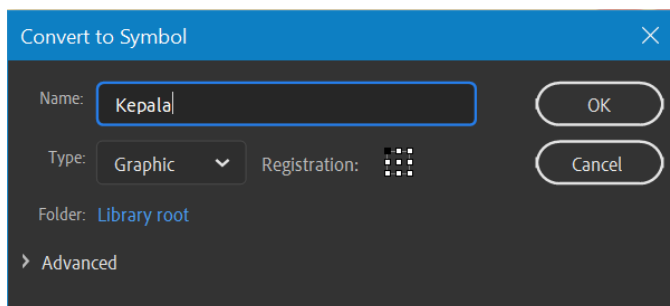 Convert to Symbol
Name: Kepala
OK
Type: Graphic Registration:
Cancel
Folder: Library root
Advanced